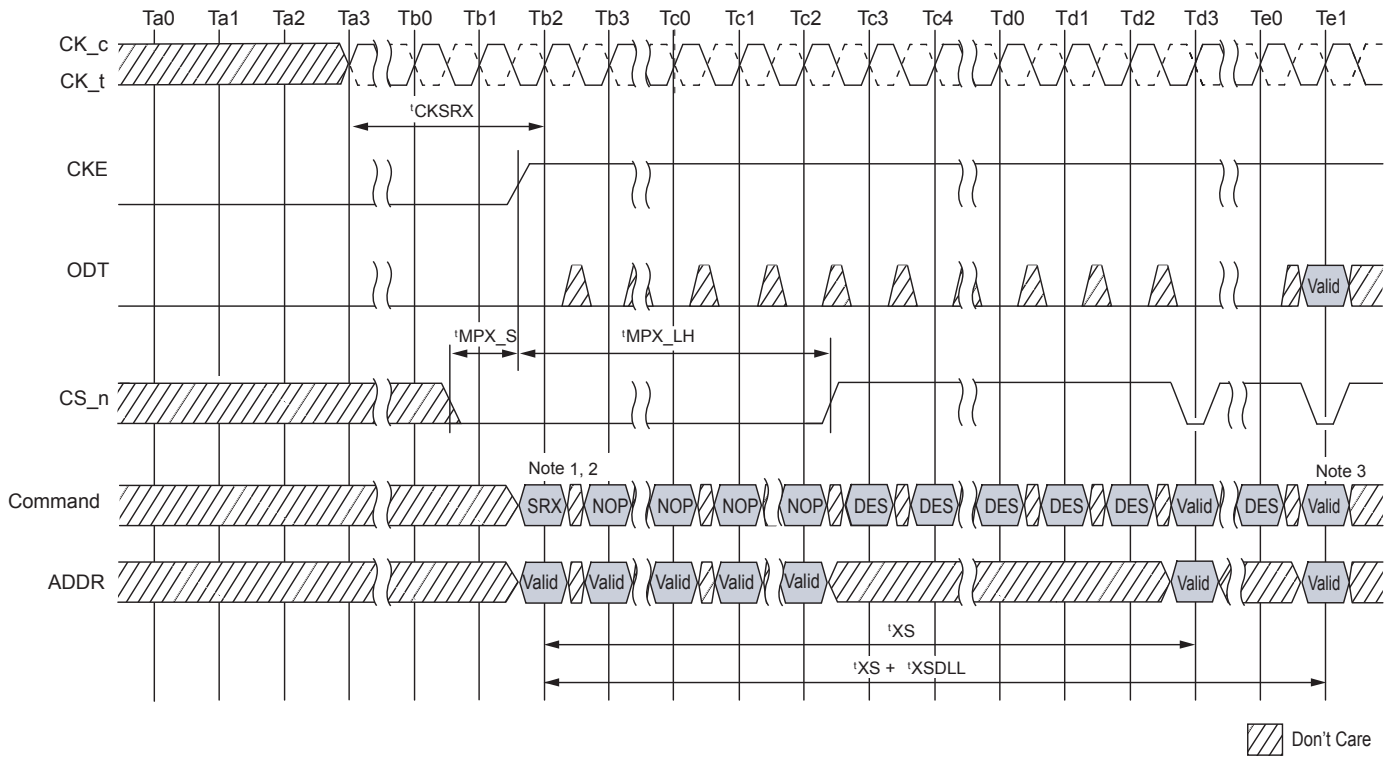 Ta0 Ta1 Ta2 Ta3 Tb0 Tb1 Tb2 Tb3 Tc0 Tc1 Tc2 Tc3 Tc4 Td0 Td1 Td2 Td3 Te0 Te1
CK_c
CK_t
tCKSRX
CKE
ODT
Valid
tMPX_S tMPX_LH
CS_n
Note 1, 2 Note 3
Command SRX NOP NOP NOP NOP DES DES DES DES DES Valid DES Valid
ADDR Valid Valid Valid Valid Valid Valid Valid
tXS
tXS + tXSDLL
Don't Care